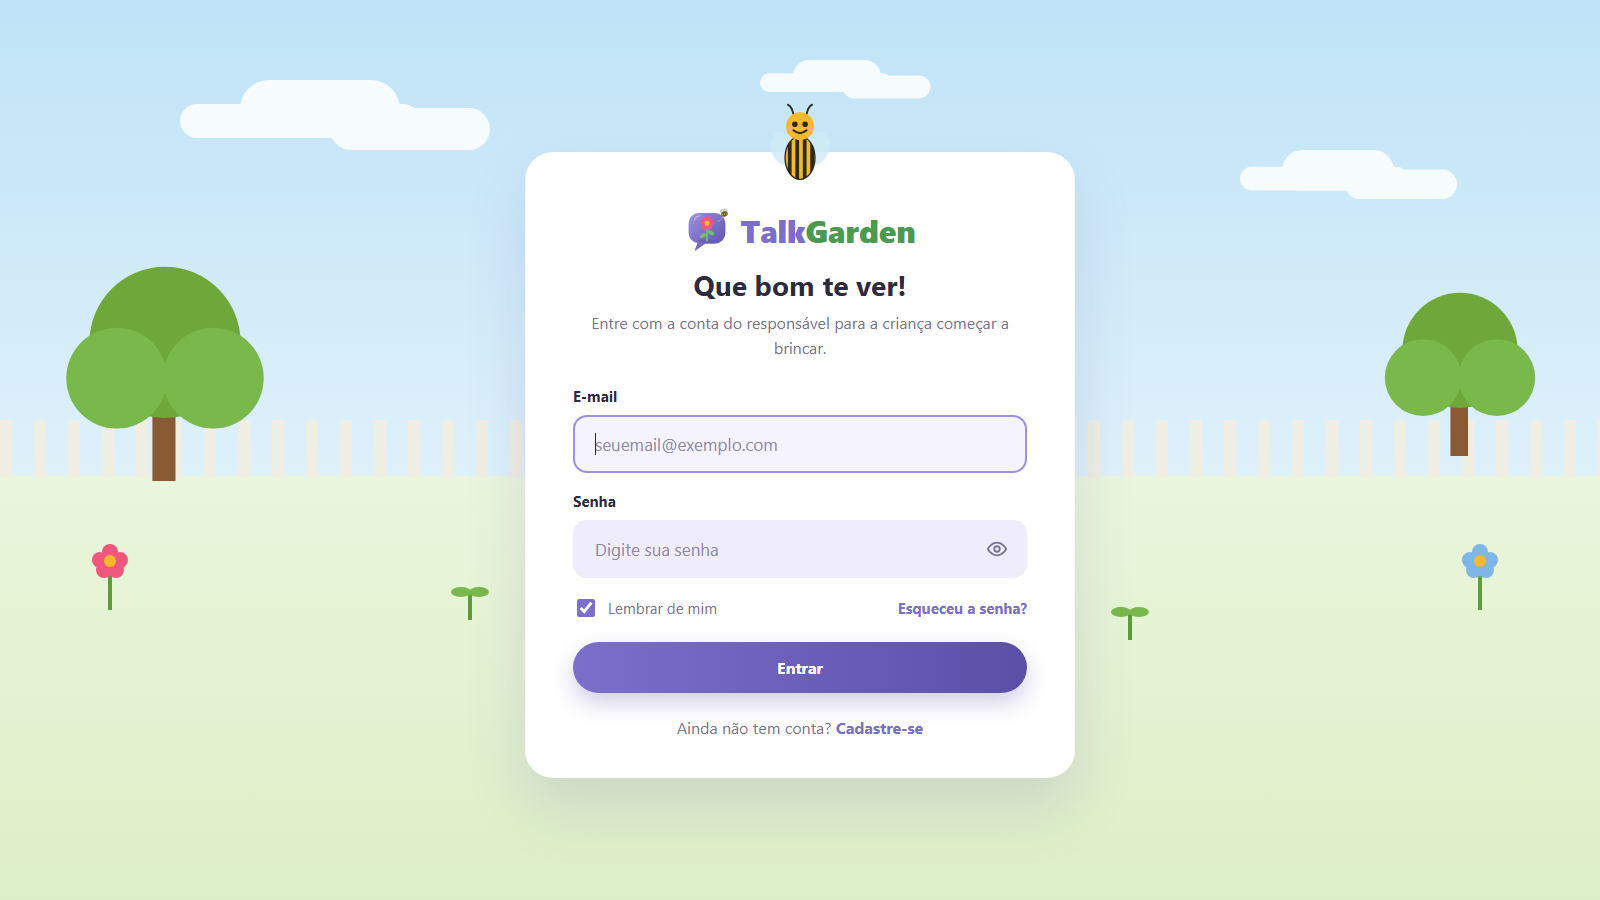 TalkGarden
Que bom te ver!
Entre com a conta do responsável para a criança começar a
brincar.
E-mail
seuemail@exemplo.com
Senha
Digite sua senha
Lembrar de mim
Esqueceu a senha?
Entrar
Ainda não tem conta? Cadastre-se